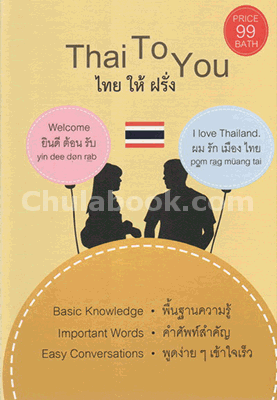 PRICE
99
BATH
Thai To You
ไทย ให้ ฝรั่ง
Welcome
ยินดี ต้อน รับ
yin dee døn rąb
I love Thailand.
ผม รัก เมือง ไทย
pǫm rag müang tai
Chulabook.com
Basic Knowledge • พื้นฐานความรู้
Important Words • คำศัพท์สำคัญ
Easy Conversations • พูดง่าย ๆ เข้าใจเร็ว